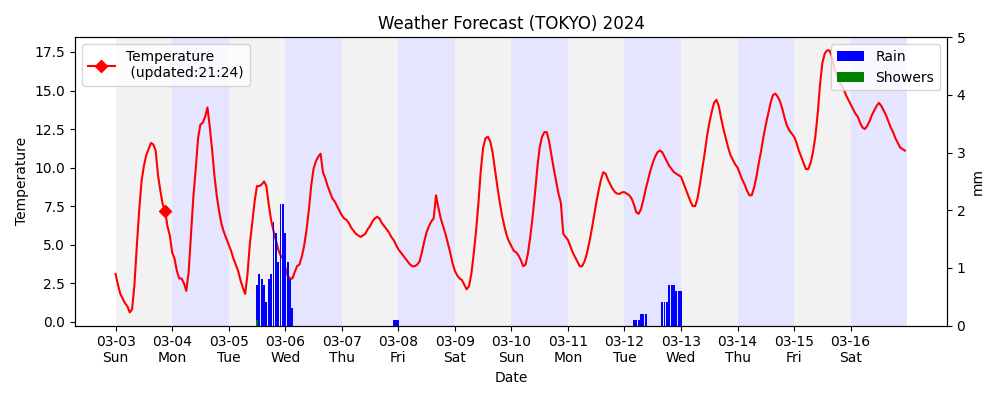 Weather Forecast (TOKYO) 2024
Temperature
(updated:21:24)
Rain
Showers
Temperature
17.5
15.0
12.5
10.0
7.5
5.0
2.5
0.0
5
4
3
2
1
0
mm
03-03 03-04 03-05 03-06 03-07 03-08 03-09 03-10 03-11 03-12 03-13 03-14 03-15 03-16
Sun Mon Tue Wed Thu Fri Sat Sun Mon Tue Wed Thu Fri Sat
Date